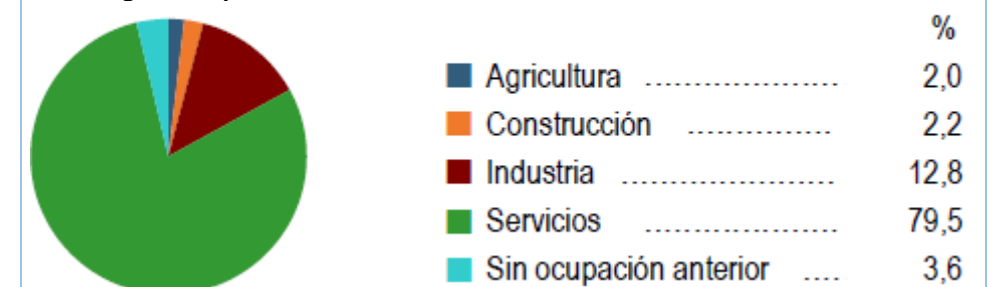 %
Agricultura .................... 2,0
Construcción ............... 2,2
Industria ...................... 12,8
Servicios .................... 79,5
Sin ocupación anterior .... 3,6